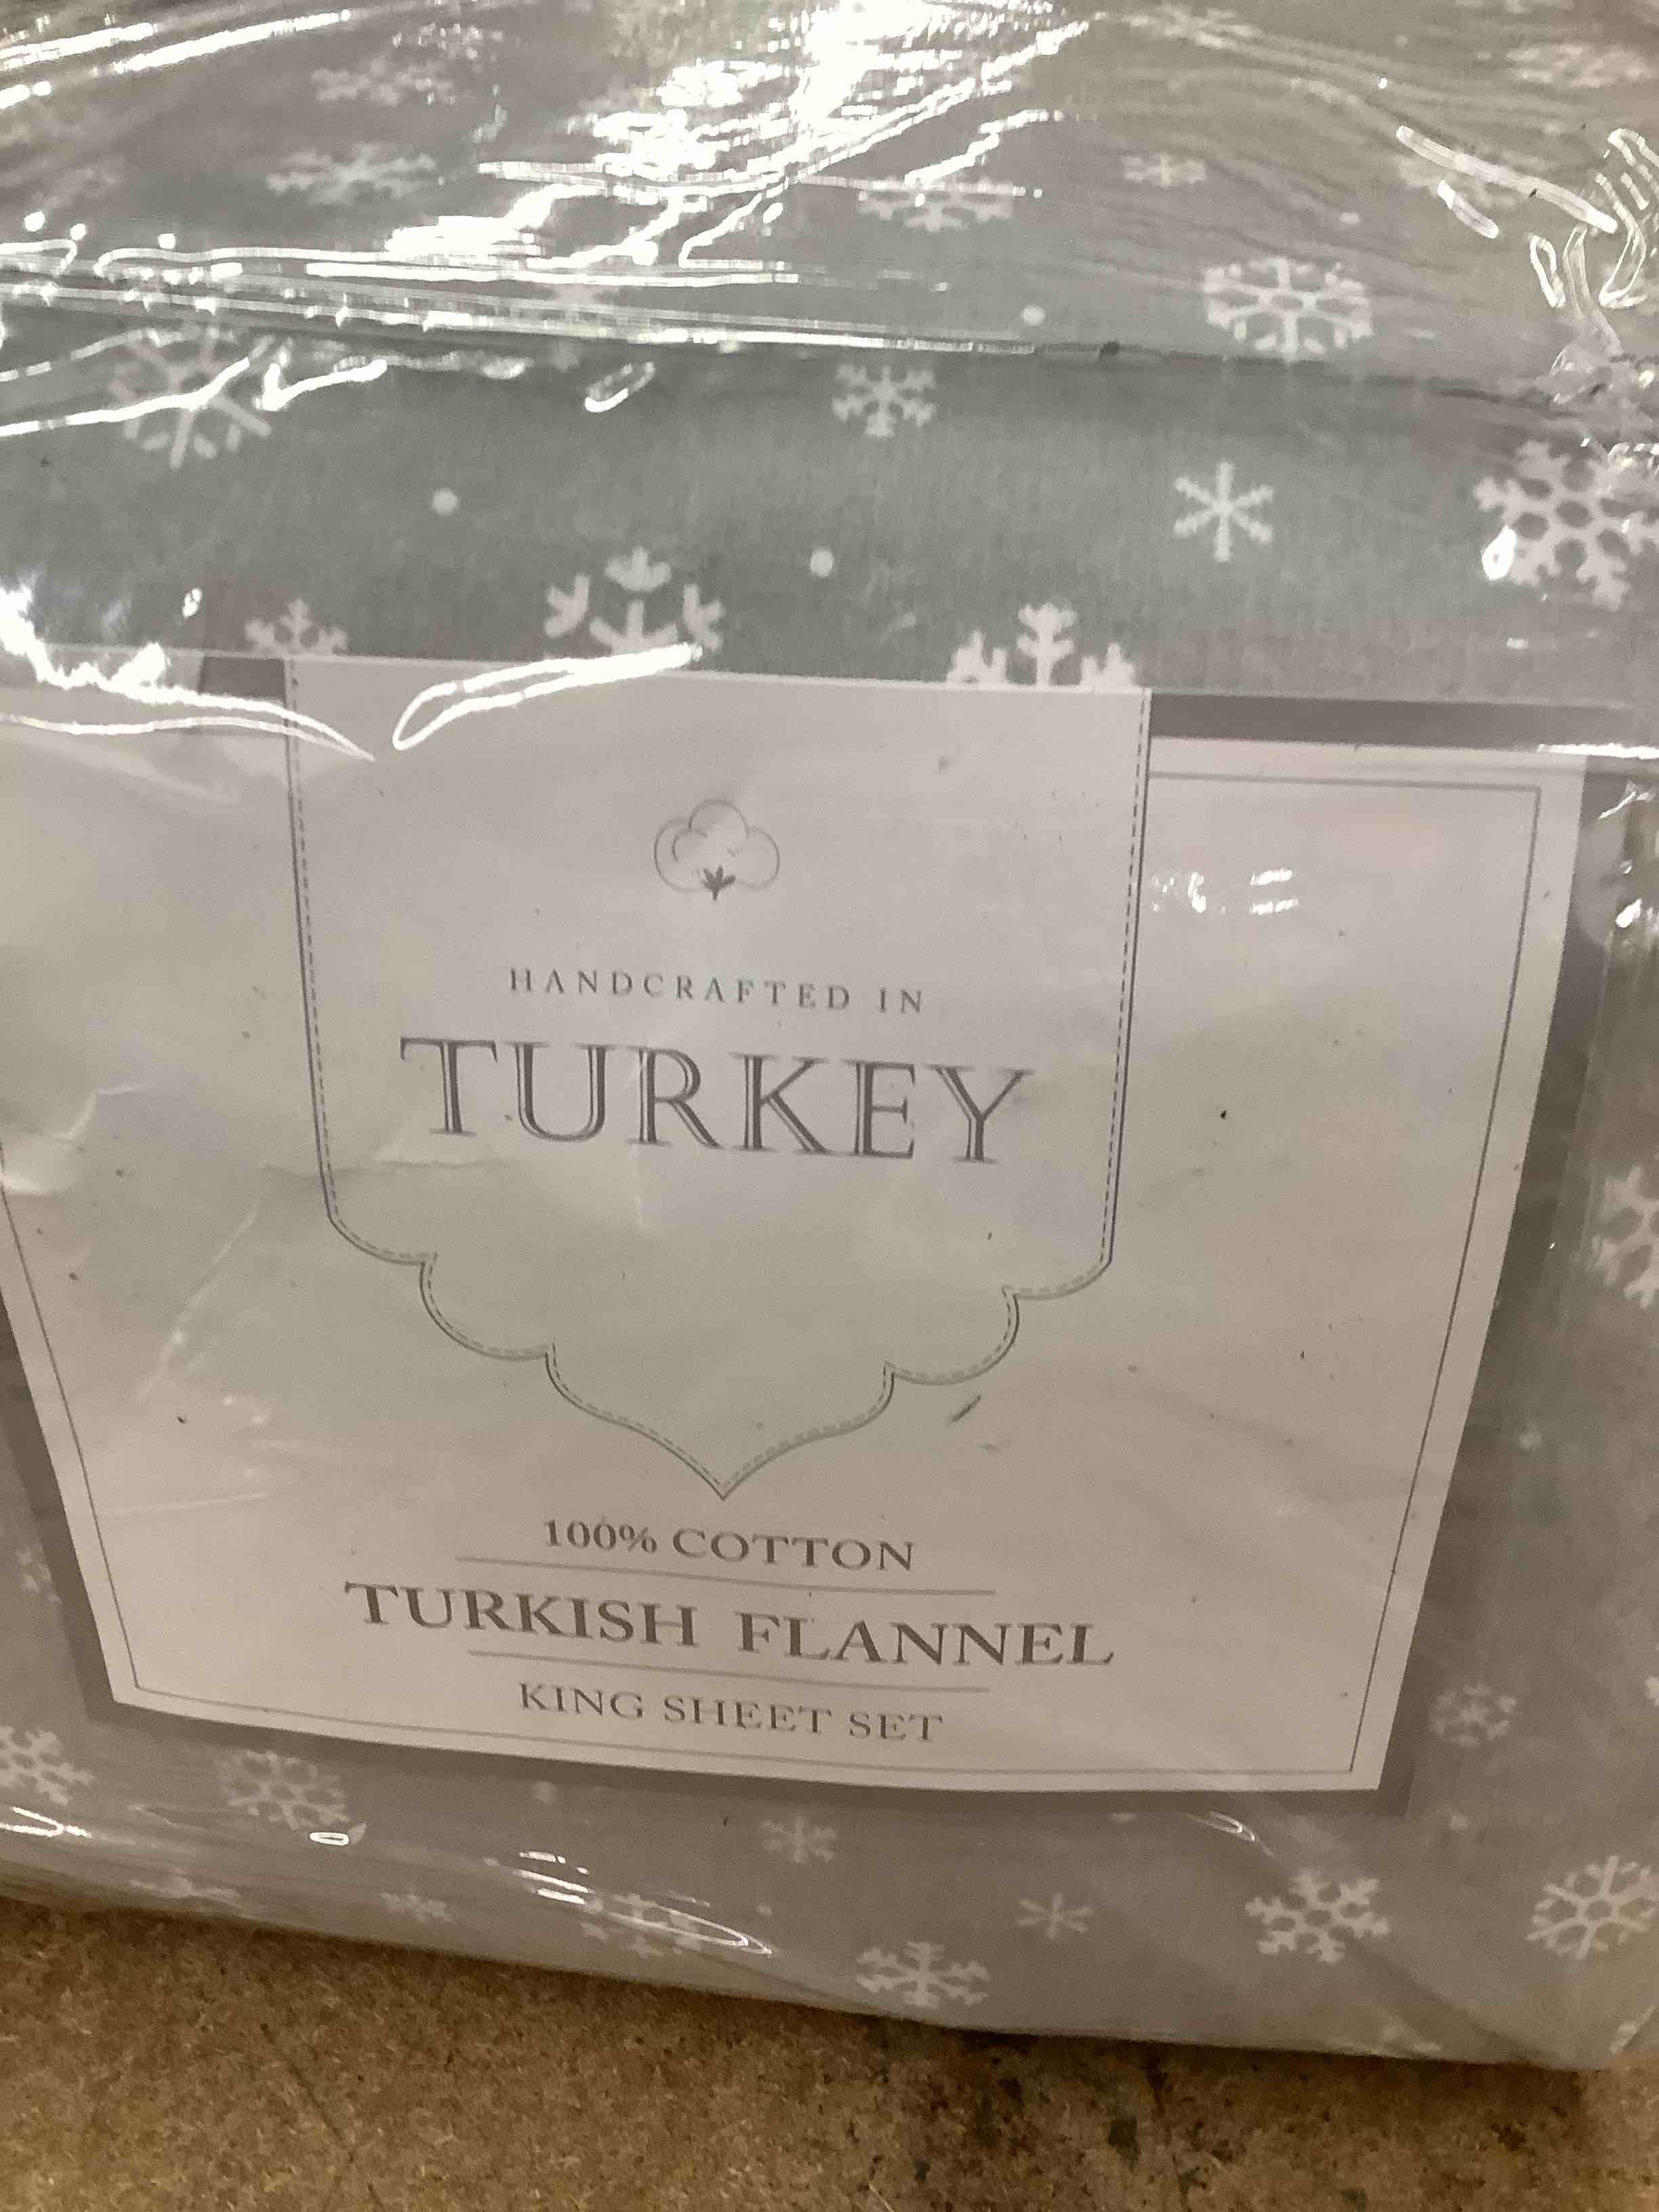 HANDCRAFTED IN
TURKEY
100% COTTON
TURKISH FLANNEL
KING SHEET SET